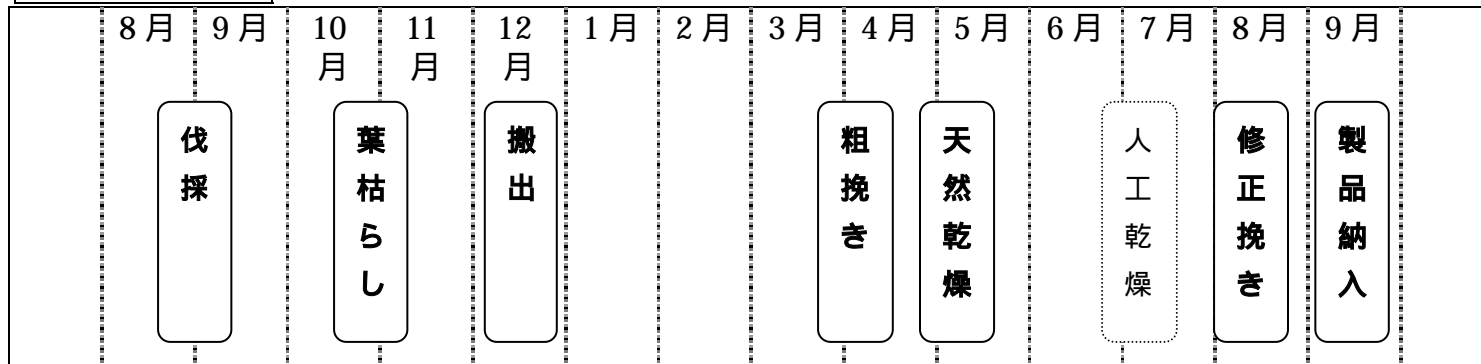 8月 9月 10月 11月 12月 1月 2月 3月 4月 5月 6月 7月 8月 9月
伐採
葉枯らし
搬出
粗挽き
天然乾燥
人工乾燥
修正挽き
製品納入